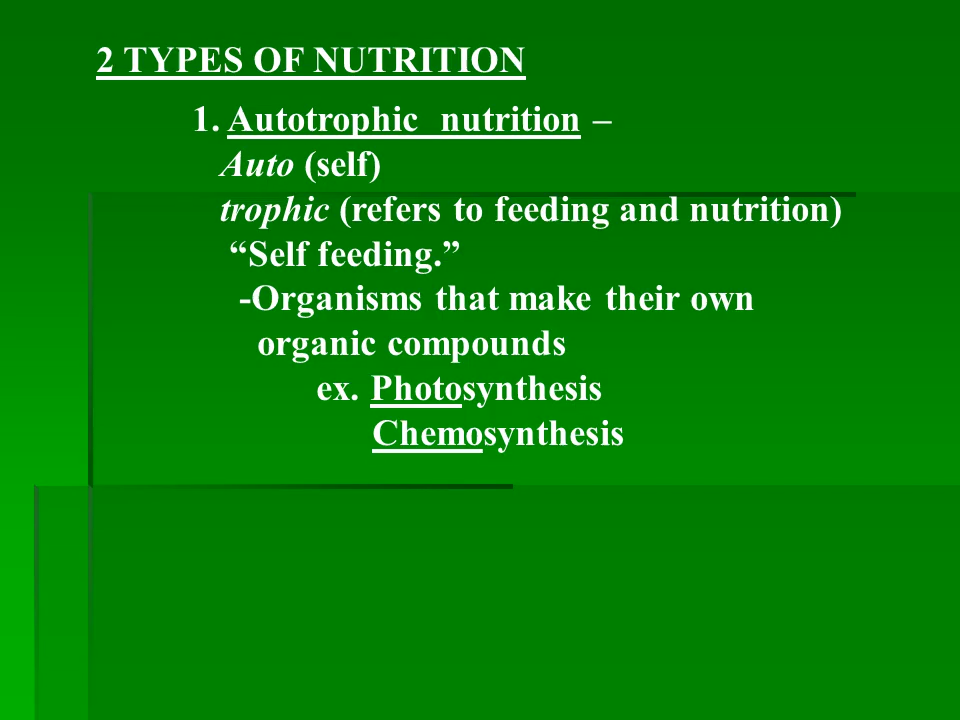 2 TYPES OF NUTRITION
1. Autotrophic nutrition –
Auto (self)
trophic (refers to feeding and nutrition)
“Self feeding.”
-Organisms that make their own
organic compounds
ex. Photosynthesis
Chemosynthesis